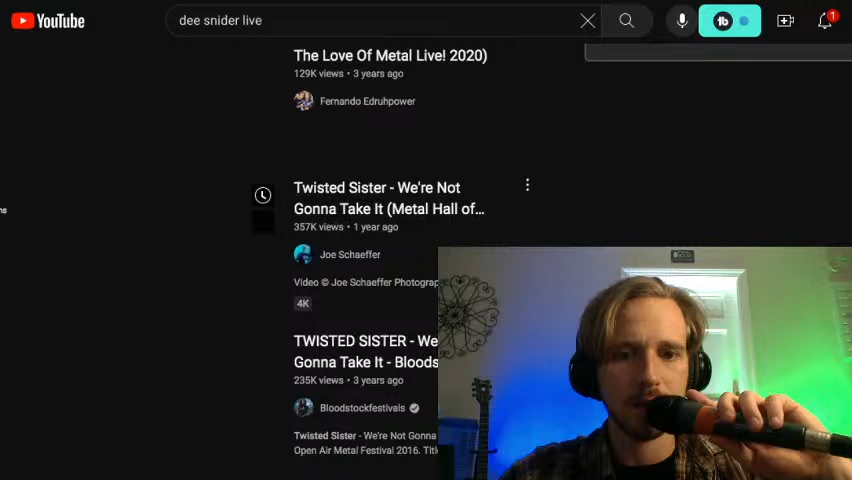 YouTube
dee snider live
1b
1
The Love Of Metal Live! 2020)
129K views • 3 years ago
Fernando Edruhpower
ns
Twisted Sister - We're Not
Gonna Take It (Metal Hall of...
357K views • 1 year ago
Joe Schaeffer
Video © Joe Schaeffer Photograp
4K
TWISTED SISTER - We
Gonna Take It - Bloods
235K views • 3 years ago
Bloodstockfestivals
Twisted Sister - We're Not Gonna
Open Air Metal Festival 2016. Titl